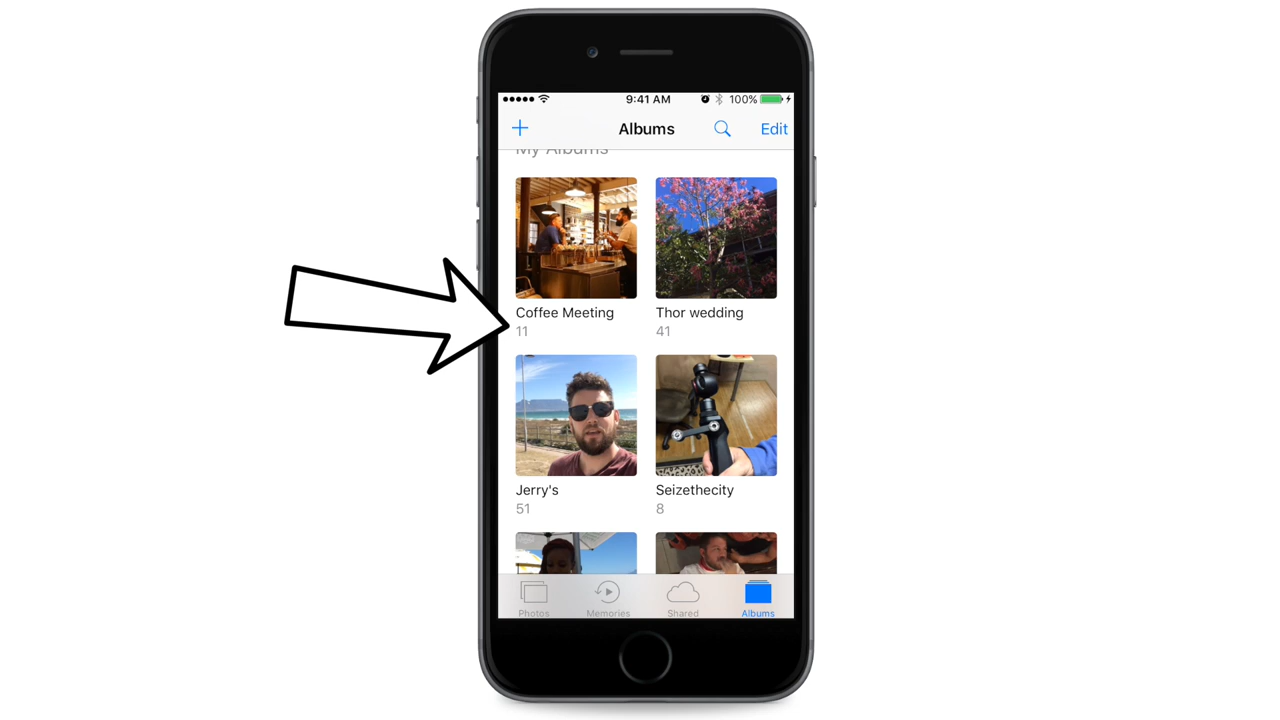 9:41 AM 100%
Albums Edit
My Albums
Coffee Meeting Thor wedding
11 41
Jerry's Seizethecity
51 8
Photos Memories Shared Albums